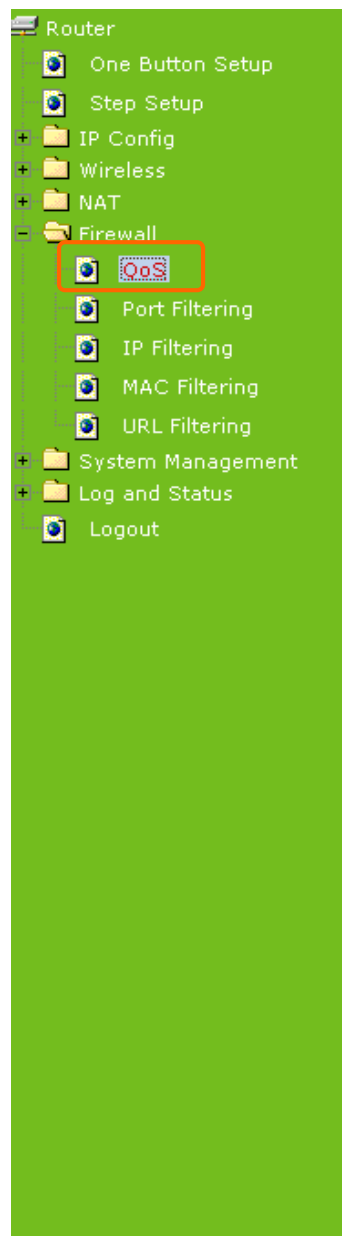 Router
One Button Setup
Step Setup
IP Config
Wireless
NAT
Firewall
QoS
Port Filtering
IP Filtering
MAC Filtering
URL Filtering
System Management
Log and Status
Logout